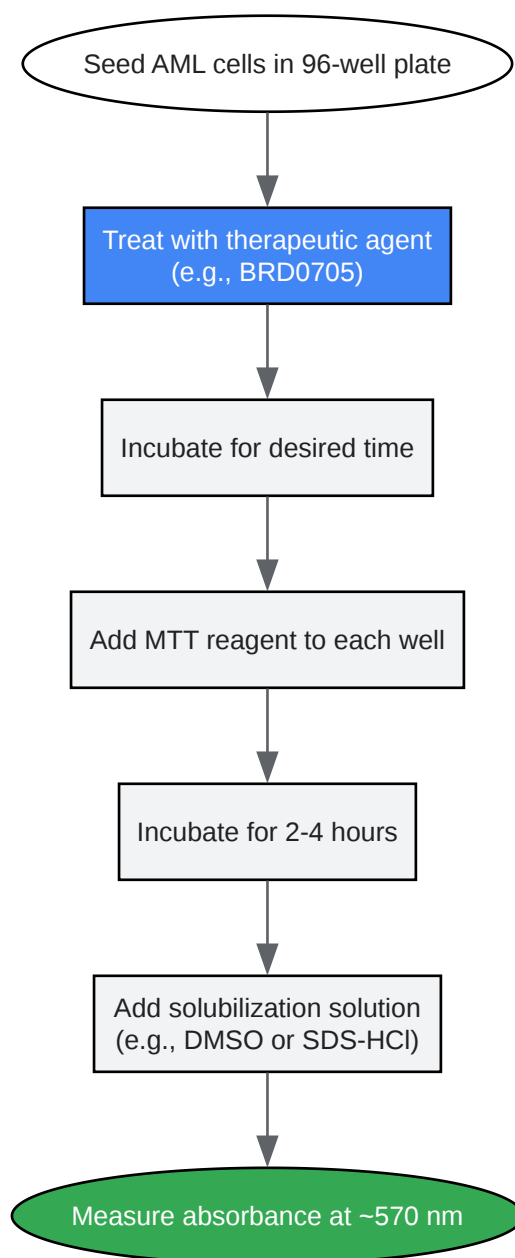 Seed AML cells in 96-well plate
Treat with therapeutic agent
(e.g., BRD0705)
Incubate for desired time
Add MTT reagent to each well
Incubate for 2-4 hours
Add solubilization solution
(e.g., DMSO or SDS-HCl)
Measure absorbance at ~570 nm